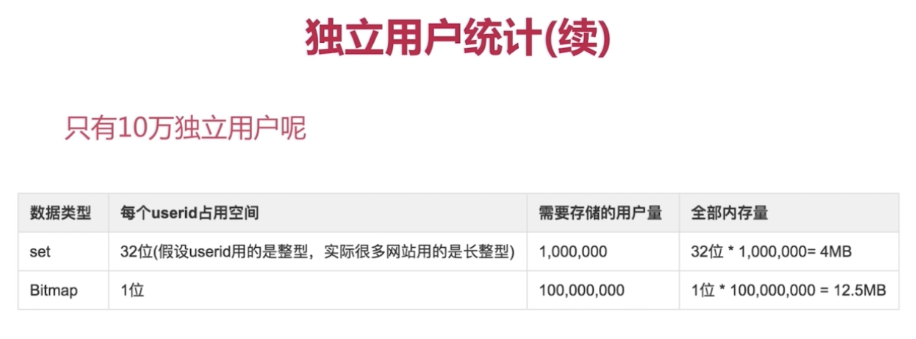 独立用户统计(续)
只有10万独立用户呢
数据类型 每个userid占用空间 需要存储的用户量 全部内存量
set 32位(假设userid用的是整型，实际很多网站用的是长整型) 1,000,000 32位 * 1,000,000= 4MB
Bitmap 1位 100,000,000 1位 * 100,000,000 = 12.5MB